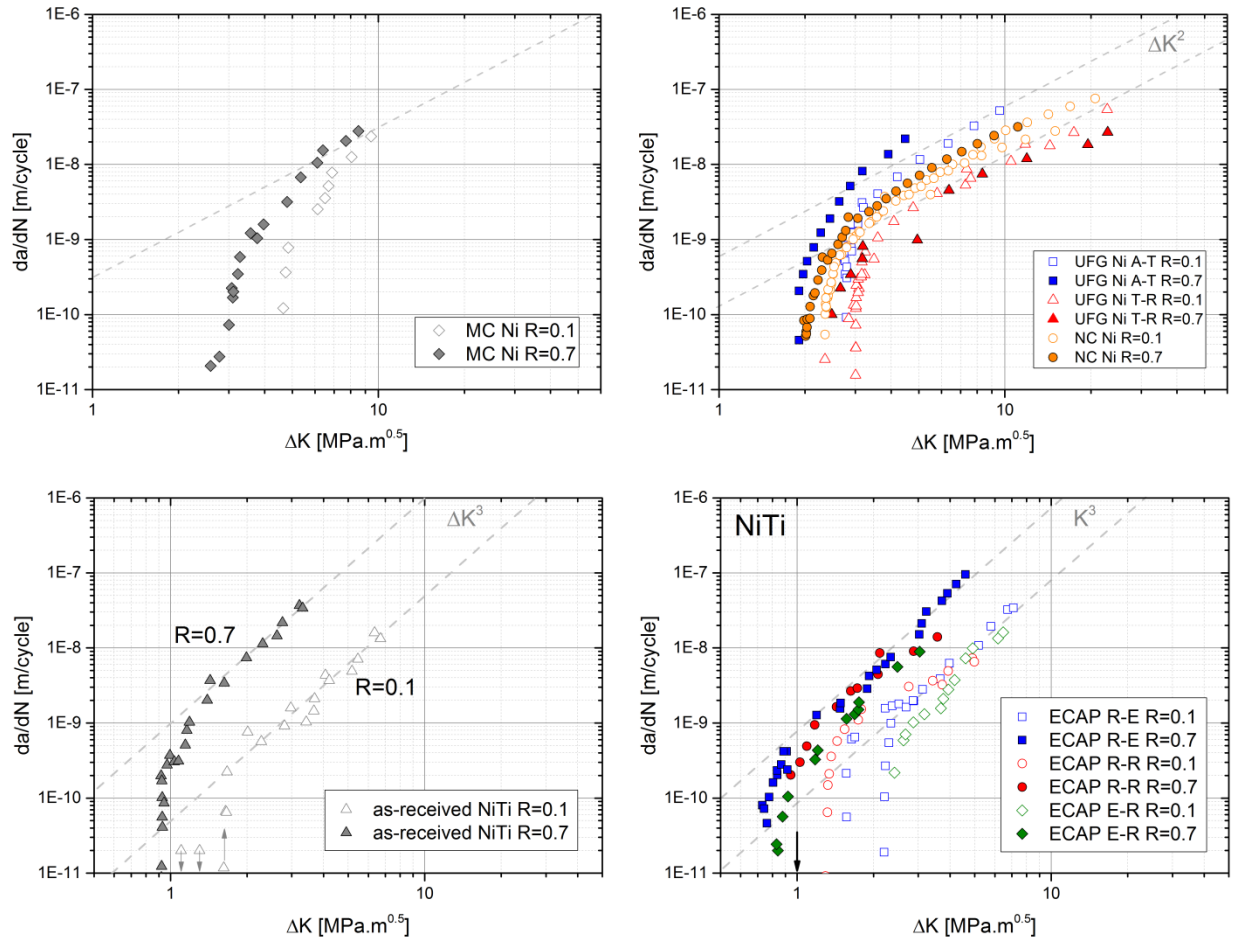 1E-6
1E-7
1E-8
1E-9
1E-10
1E-11
da/dN [m/cycle]
MC Ni R=0.1
MC Ni R=0.7
1
10
ΔK [MPa.m^0.5]
1E-6
1E-7
1E-8
1E-9
1E-10
1E-11
da/dN [m/cycle]
ΔK²
UFG Ni A-T R=0.1
UFG Ni A-T R=0.7
UFG Ni T-R R=0.1
UFG Ni T-R R=0.7
NC Ni R=0.1
NC Ni R=0.7
1
10
ΔK [MPa.m^0.5]
1E-6
1E-7
1E-8
1E-9
1E-10
1E-11
da/dN [m/cycle]
ΔK³
R=0.7
R=0.1
as-received NiTi R=0.1
as-received NiTi R=0.7
1
10
ΔK [MPa.m^0.5]
1E-6
1E-7
1E-8
1E-9
1E-10
1E-11
da/dN [m/cycle]
NiTi
K³
ECAP R-E R=0.1
ECAP R-E R=0.7
ECAP R-R R=0.1
ECAP R-R R=0.7
ECAP E-R R=0.1
ECAP E-R R=0.7
1
10
ΔK [MPa.m^0.5]